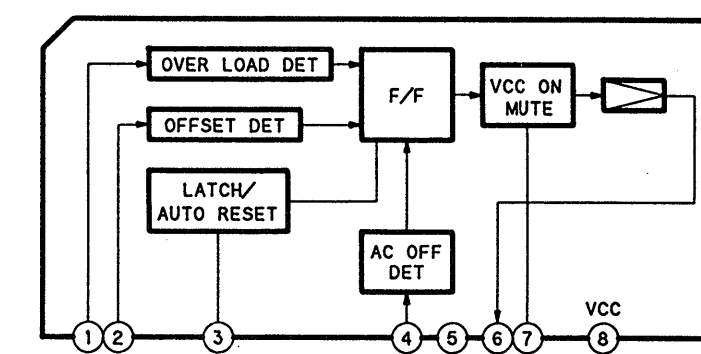 OVER LOAD DET
F/F
VCC ON
MUTE
OFFSET DET
LATCH/
AUTO RESET
AC OFF
DET
VCC
1 2 3 4 5 6 7 8